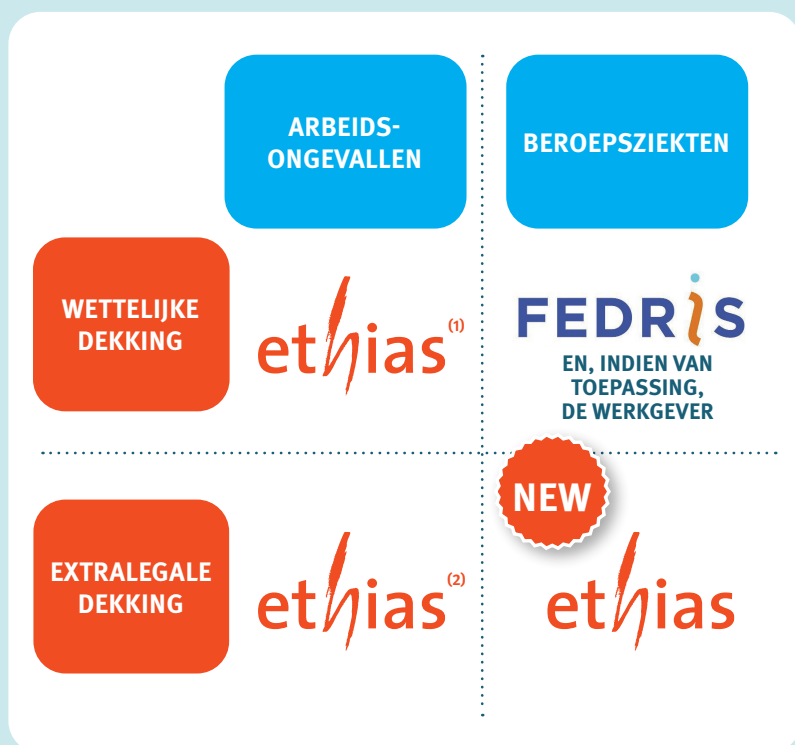 ARBEIDS-
ONGEVALLEN
BEROEPSZIEKTEN
WETTELIJKE
DEKKING
ethias (1)
FEDRIS
EN, INDIEN VAN
TOEPASSING,
DE WERKGEVER
NEW
EXTRALEGALE
DEKKING
ethias (2)
ethias